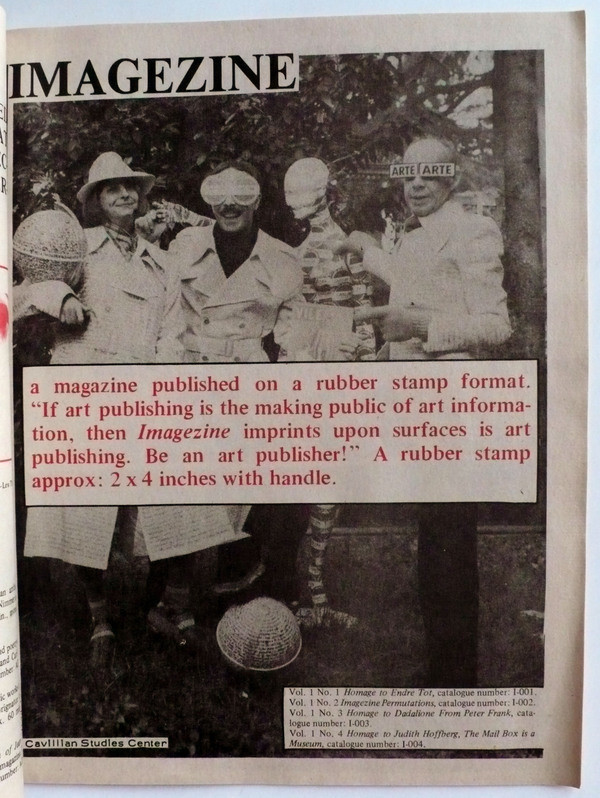 IMAGEZINE
ARTE ARTE
a magazine published on a rubber stamp format.
“If art publishing is the making public of art informa-
tion, then Imagezine imprints upon surfaces is art
publishing. Be an art publisher!” A rubber stamp
approx: 2 x 4 inches with handle.
Vol. 1 No. 1 Homage to Endre Tot, catalogue number: I-001.
Vol. 1 No. 2 Imagezine Permutations, catalogue number: I-002.
Vol. 1 No. 3 Homage to Dadalione From Peter Frank, cata-
logue number: I-003.
Vol. 1 No. 4 Homage to Judith Hoffberg, The Mail Box is a
Museum, catalogue number: I-004.
Cavillian Studies Center